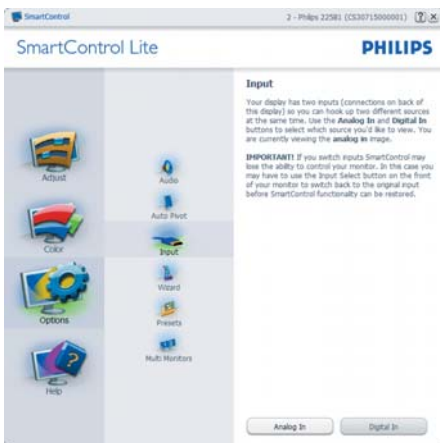 SmartControl
2 - Philips 225B1 (CS30715000001)
SmartControl Lite
PHILIPS
Adjust
Color
Options
Help
Audio
Auto Pivot
Input
Wizard
Presets
Multi Monitors
Input
Your display has two inputs (connections on back of
this display) so you can hook up two different sources
at the same time. Use the Analog In and Digital In
buttons to select which source you'd like to view. You
are currently viewing the analog in image.
IMPORTANT! If you switch inputs SmartControl may
lose the ability to control your monitor. In this case you
may have to use the Input Select button on the front
of your monitor to switch back to the original input
before SmartControl functionality can be restored.
Analog In
Digital In